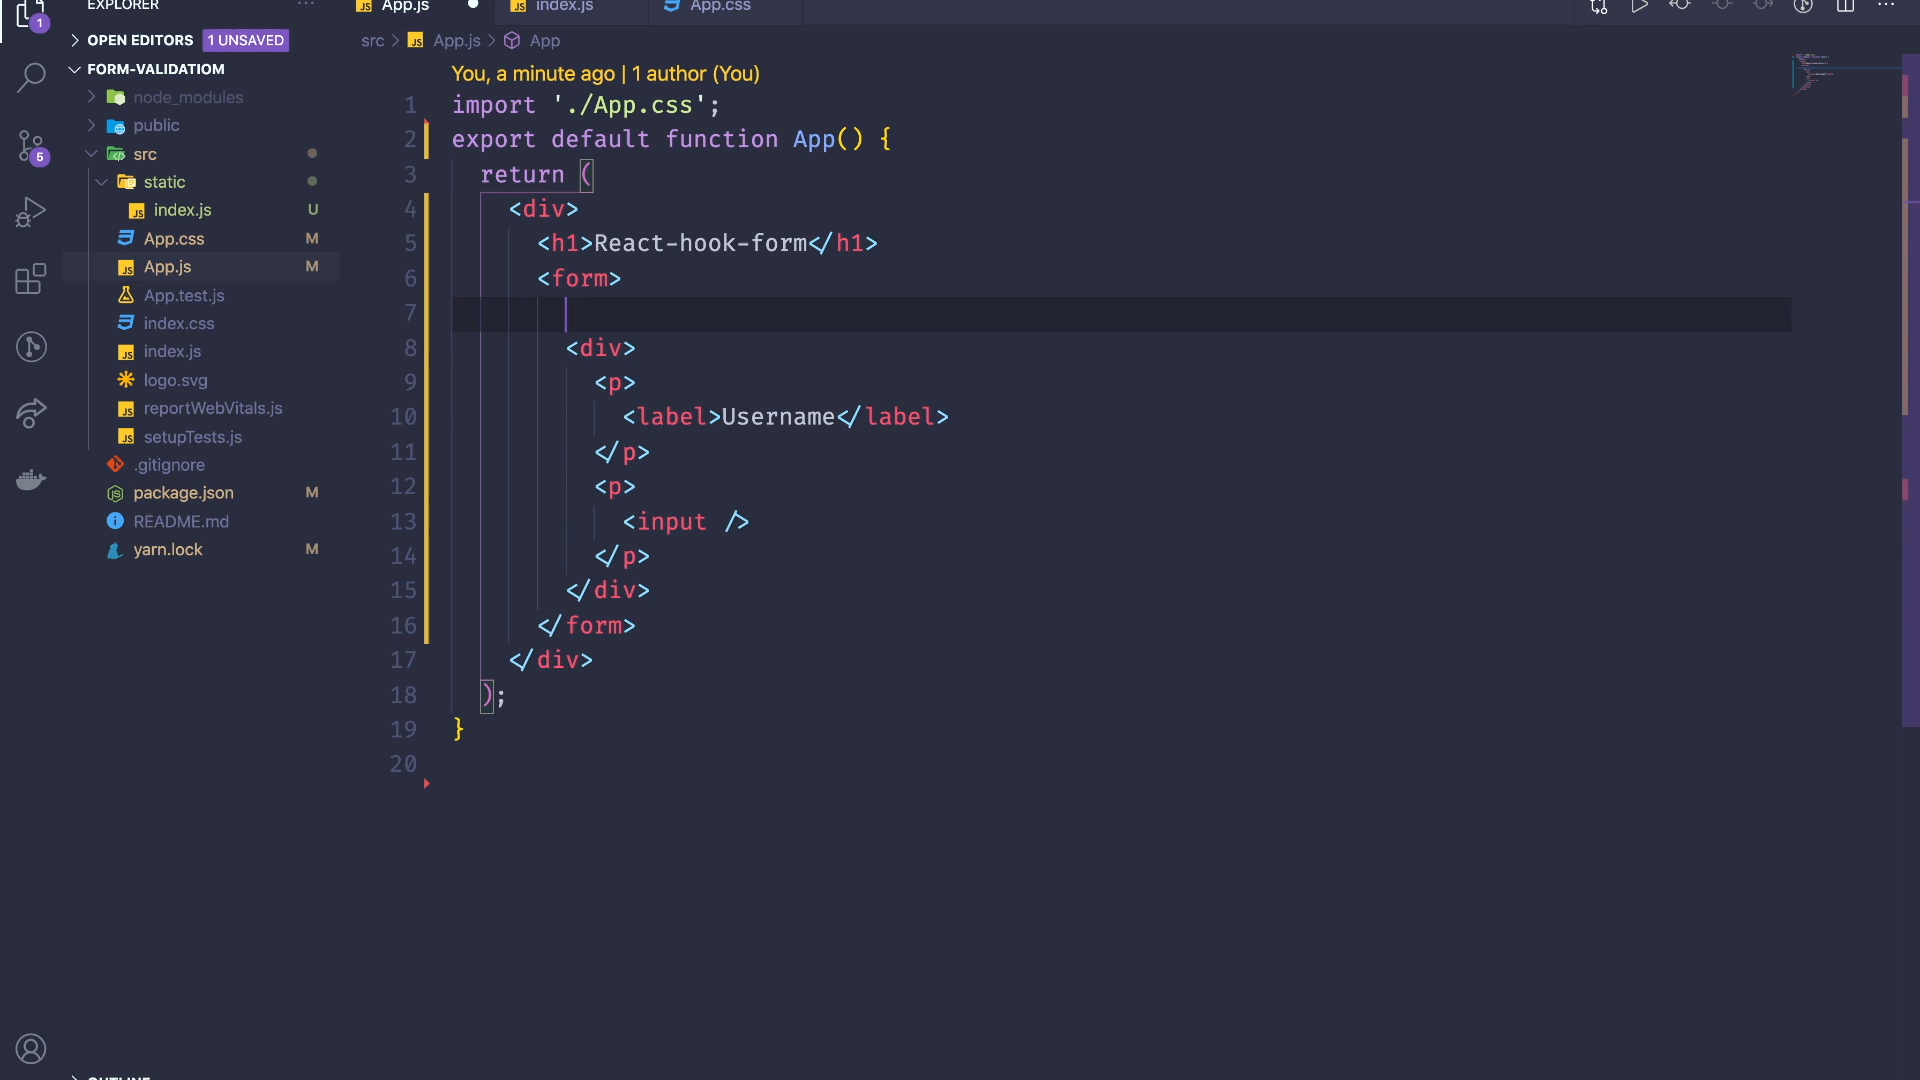 EXPLORER
App.js
index.js
App.css
1
OPEN EDITORS
1 UNSAVED
src > App.js > App
FORM-VALIDATIOM
You, a minute ago | 1 author (You)
node_modules
public
src
static
index.js U
App.css M
App.js M
App.test.js
index.css
index.js
logo.svg
reportWebVitals.js
setupTests.js
.gitignore
package.json M
README.md
yarn.lock M
5
1 import './App.css';
2 export default function App() {
3 return (
4 <div>
5 <h1>React-hook-form</h1>
6 <form>
7
8 <div>
9 <p>
10 <label>Username</label>
11 </p>
12 <p>
13 <input />
14 </p>
15 </div>
16 </form>
17 </div>
18 );
19 }
20
OUTLINE